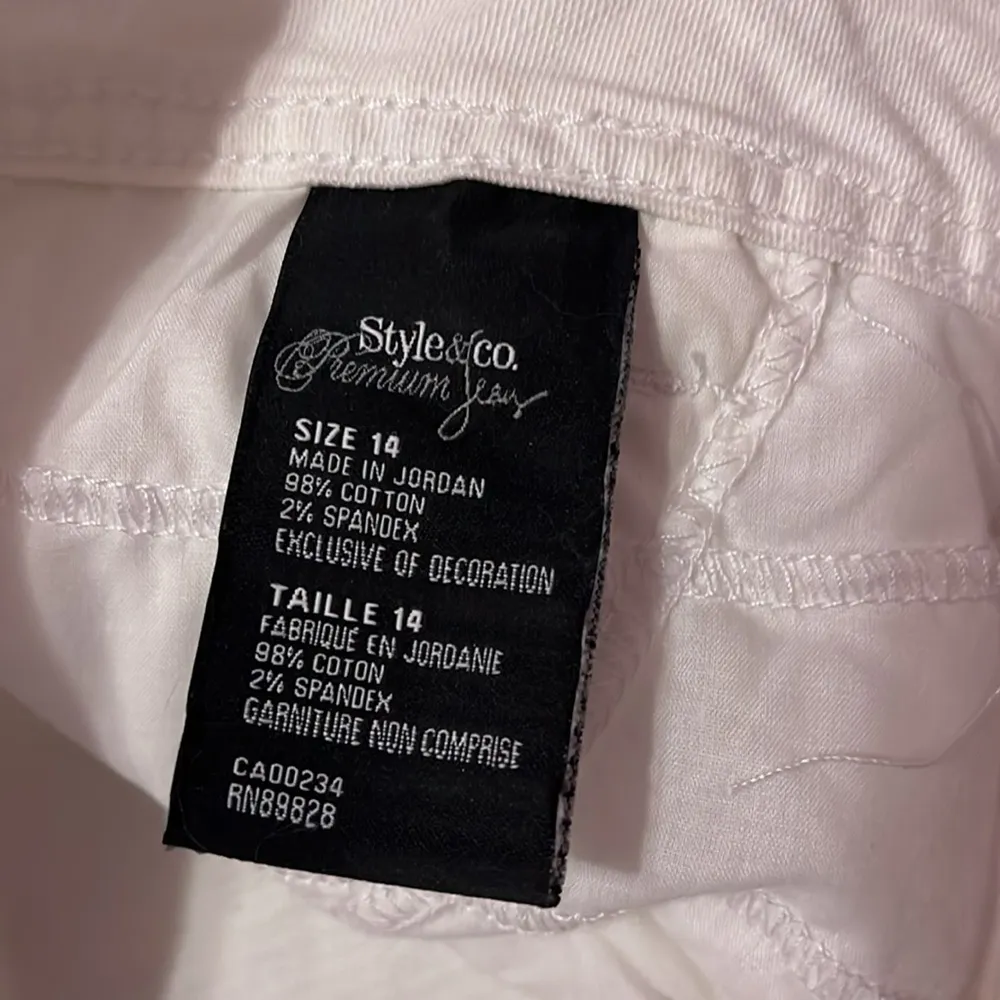 Style&co.
Premium Jeans
SIZE 14
MADE IN JORDAN
98% COTTON
2% SPANDEX
EXCLUSIVE OF DECORATION
TAILLE 14
FABRIQUÉ EN JORDANIE
98% COTON
2% SPANDEX
GARNITURE NON COMPRISE
CA00234
RN89828